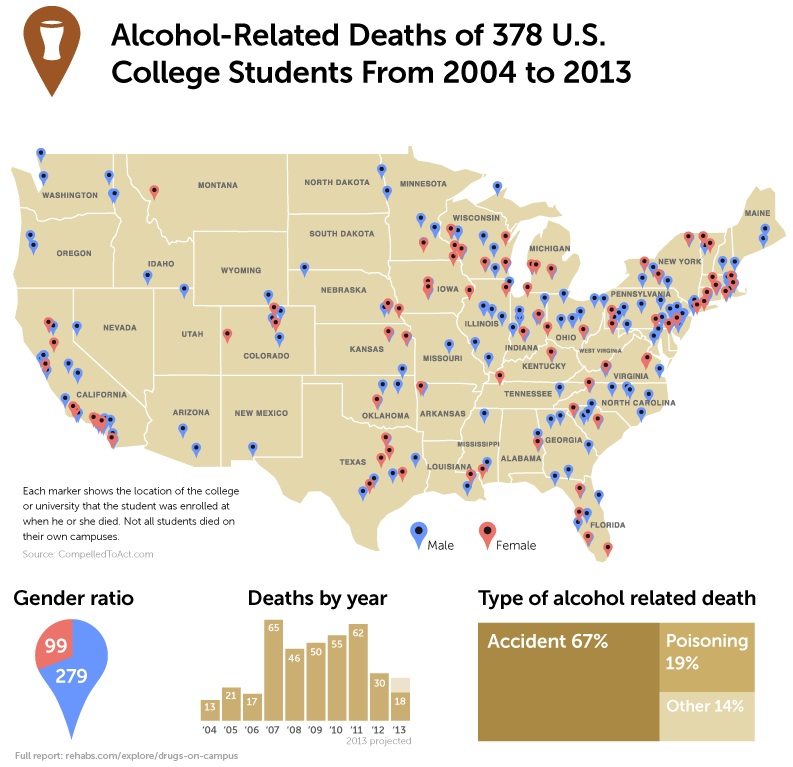 Alcohol-Related Deaths of 378 U.S.
College Students From 2004 to 2013
WASHINGTON
MONTANA
NORTH DAKOTA
MINNESOTA
MAINE
OREGON
IDAHO
WYOMING
SOUTH DAKOTA
WISCONSIN
MICHIGAN
NEW YORK
NEBRASKA
IOWA
PENNSYLVANIA
NEVADA
UTAH
COLORADO
KANSAS
MISSOURI
ILLINOIS
INDIANA
OHIO
WEST VIRGINIA
VIRGINIA
KENTUCKY
CALIFORNIA
ARIZONA
NEW MEXICO
OKLAHOMA
ARKANSAS
TENNESSEE
NORTH CAROLINA
TEXAS
LOUISIANA
MISSISSIPPI
ALABAMA
GEORGIA
FLORIDA
Each marker shows the location of the college
or university that the student was enrolled at
when he or she died. Not all students died on
their own campuses.
Source: CompelledToAct.com
Male
Female
Gender ratio
99
279
Deaths by year
13
21
17
65
46
50
55
62
30
18
'04 '05 '06 '07 '08 '09 '10 '11 '12 '13
2013 projected
Type of alcohol related death
Accident 67%
Poisoning
19%
Other 14%
Full report: rehabs.com/explore/drugs-on-campus